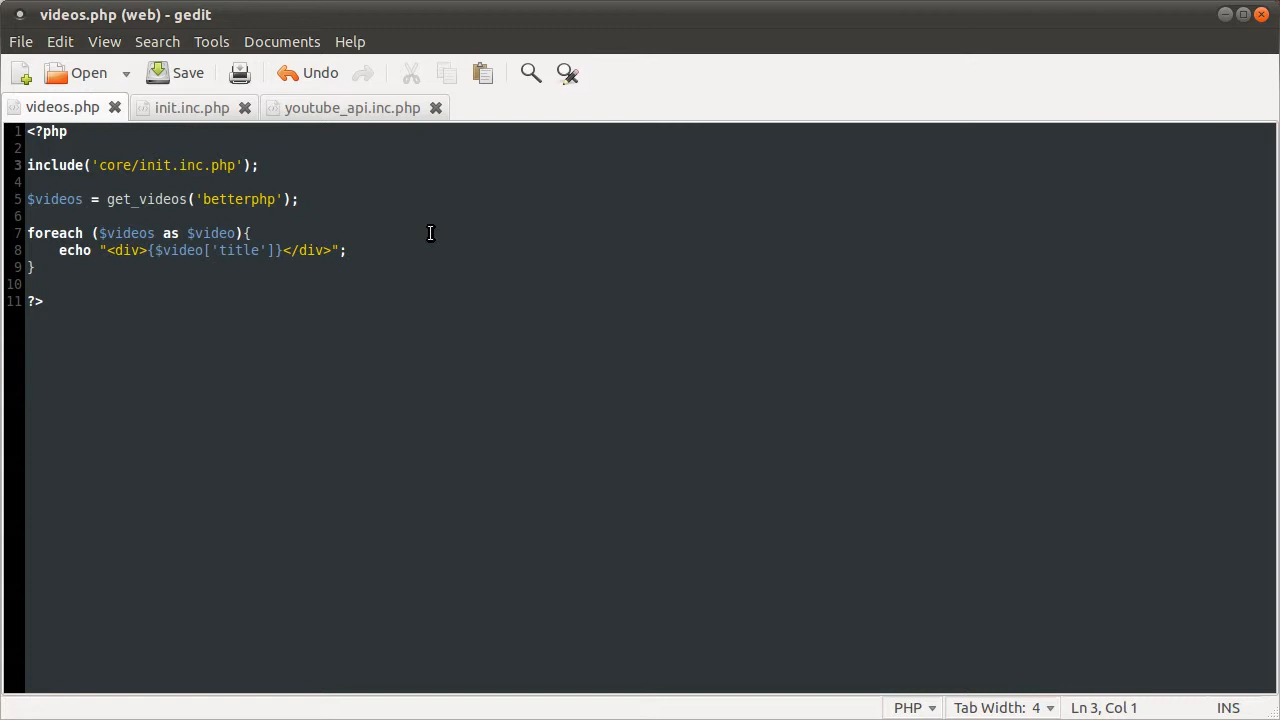 videos.php (web) - gedit
File Edit View Search Tools Documents Help
Open Save Undo
videos.php init.inc.php youtube_api.inc.php
1 <?php
2
3 include('core/init.inc.php');
4
5 $videos = get_videos('betterphp');
6
7 foreach ($videos as $video){
8     echo "<div>{$video['title']}</div>";
9 }
10
11 ?>
PHP Tab Width: 4 Ln 3, Col 1 INS